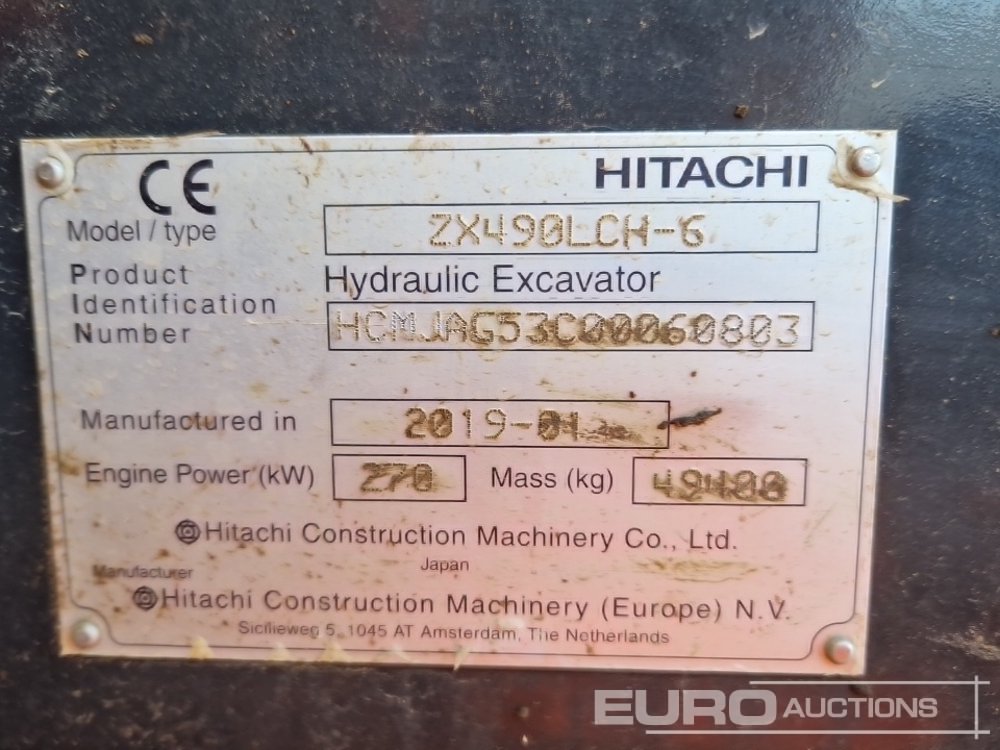 CE HITACHI
Model / type ZX490LCH-6
Product Hydraulic Excavator
Identification
Number HCMJAG53C00060803
Manufactured in 2019-01
Engine Power (kW) 270 Mass (kg) 49400
Hitachi Construction Machinery Co., Ltd.
Japan
Manufacturer
Hitachi Construction Machinery (Europe) N.V.
Sicilieweg 5, 1045 AT Amsterdam, The Netherlands
EURO AUCTIONS